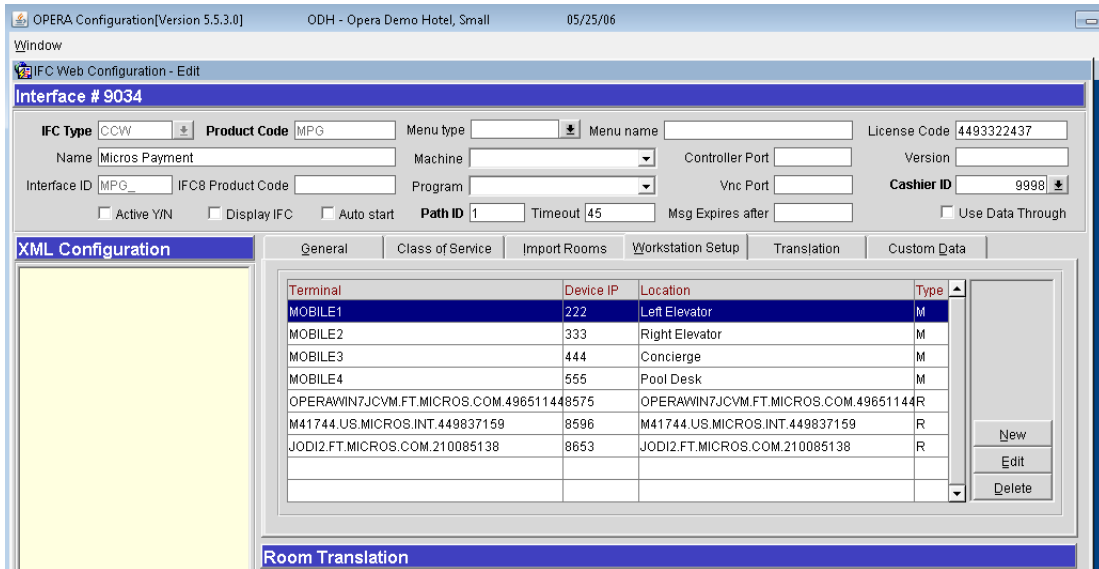 OPERA Configuration[Version 5.5.3.0] ODH - Opera Demo Hotel, Small 05/25/06
Window
IFC Web Configuration - Edit
Interface # 9034
IFC Type CCW Product Code MPG Menu type Menu name License Code 4493322437
Name Micros Payment Machine Controller Port Version
Interface ID MPG_ IFC8 Product Code Program Vnc Port Cashier ID 9998
Active Y/N Display IFC Auto start Path ID 1 Timeout 45 Msg Expires after Use Data Through
XML Configuration General Class of Service Import Rooms Workstation Setup Translation Custom Data
Terminal Device IP Location Type
MOBILE1 222 Left Elevator M
MOBILE2 333 Right Elevator M
MOBILE3 444 Concierge M
MOBILE4 555 Pool Desk M
OPERAWIN7JCVM.FT.MICROS.COM.49651144 8575 OPERAWIN7JCVM.FT.MICROS.COM.49651144 R
M41744.US.MICROS.INT.449837159 8596 M41744.US.MICROS.INT.449837159 R
JODI2.FT.MICROS.COM.210085138 8653 JODI2.FT.MICROS.COM.210085138 R
New
Edit
Delete
Room Translation